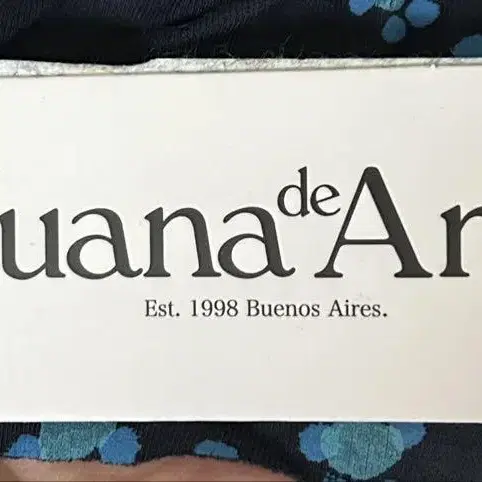 uana de Ar
Est. 1998 Buenos Aires.